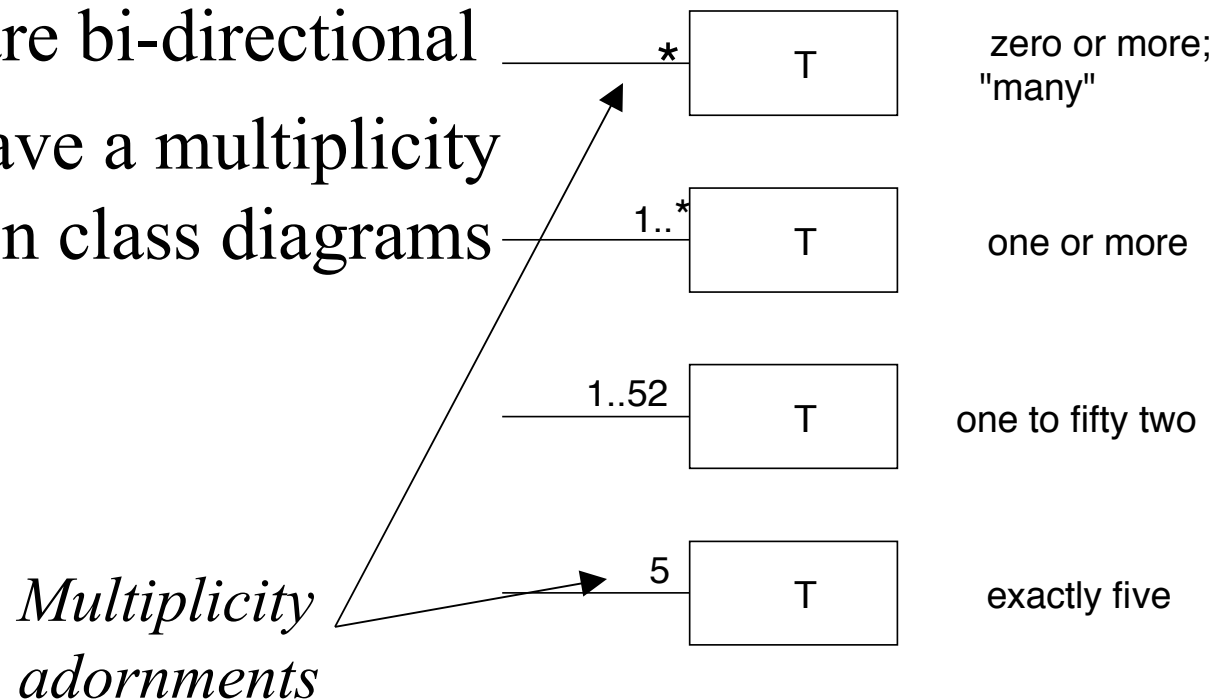 re bi-directional
ave a multiplicity
n class diagrams
* T zero or more;
"many"
1..* T one or more
1..52 T one to fifty two
5 T exactly five
Multiplicity
adornments